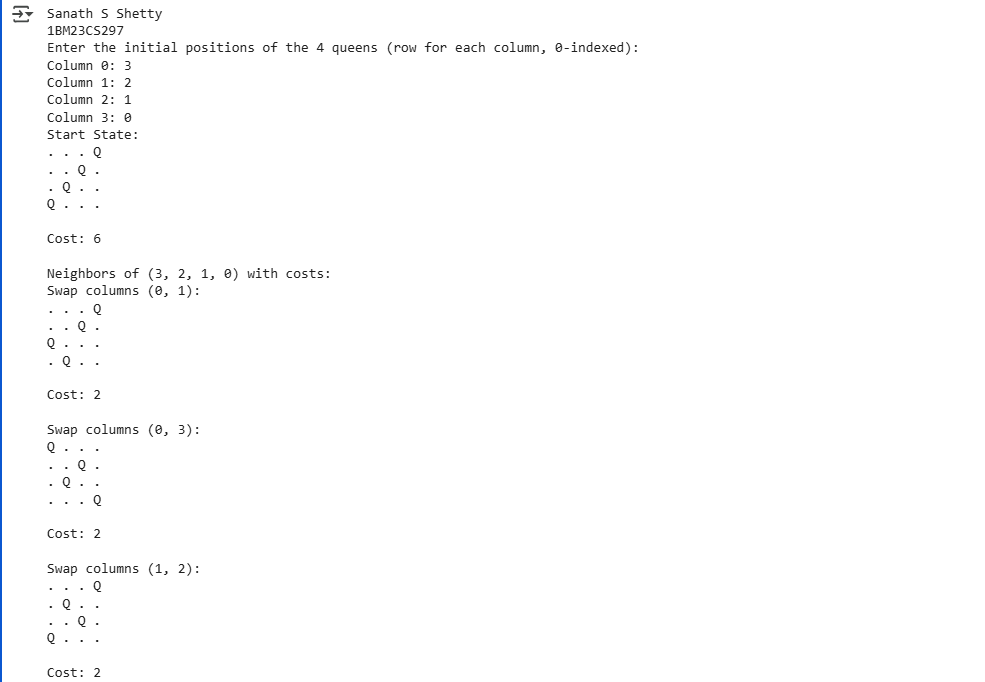 Sanath S Shetty
1BM23CS297
Enter the initial positions of the 4 queens (row for each column, 0-indexed):
Column 0: 3
Column 1: 2
Column 2: 1
Column 3: 0
Start State:
. . . Q
. . Q .
. Q . .
Q . . .
Cost: 6
Neighbors of (3, 2, 1, 0) with costs:
Swap columns (0, 1):
. . . Q
. . Q .
Q . . .
. Q . .
Cost: 2
Swap columns (0, 3):
Q . . .
. . Q .
. Q . .
. . . Q
Cost: 2
Swap columns (1, 2):
. . . Q
. Q . .
. . Q .
Q . . .
Cost: 2